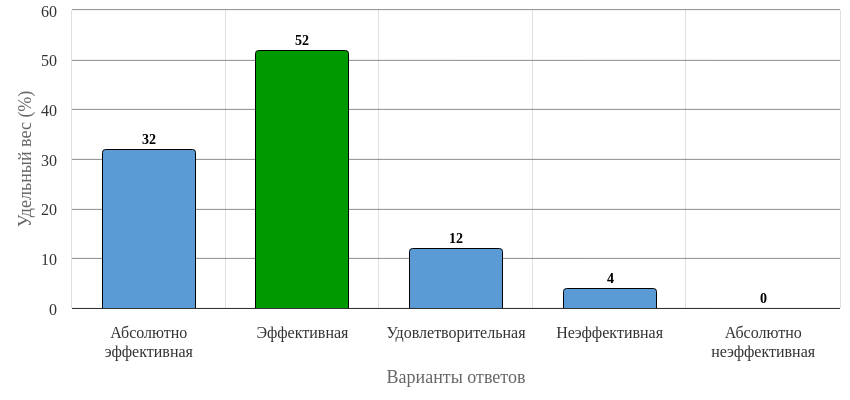 60
50
40
30
20
10
0
Удельный вес (%)
32
52
12
4
0
Абсолютно
эффективная
Эффективная
Удовлетворительная
Неэффективная
Абсолютно
неэффективная
Варианты ответов